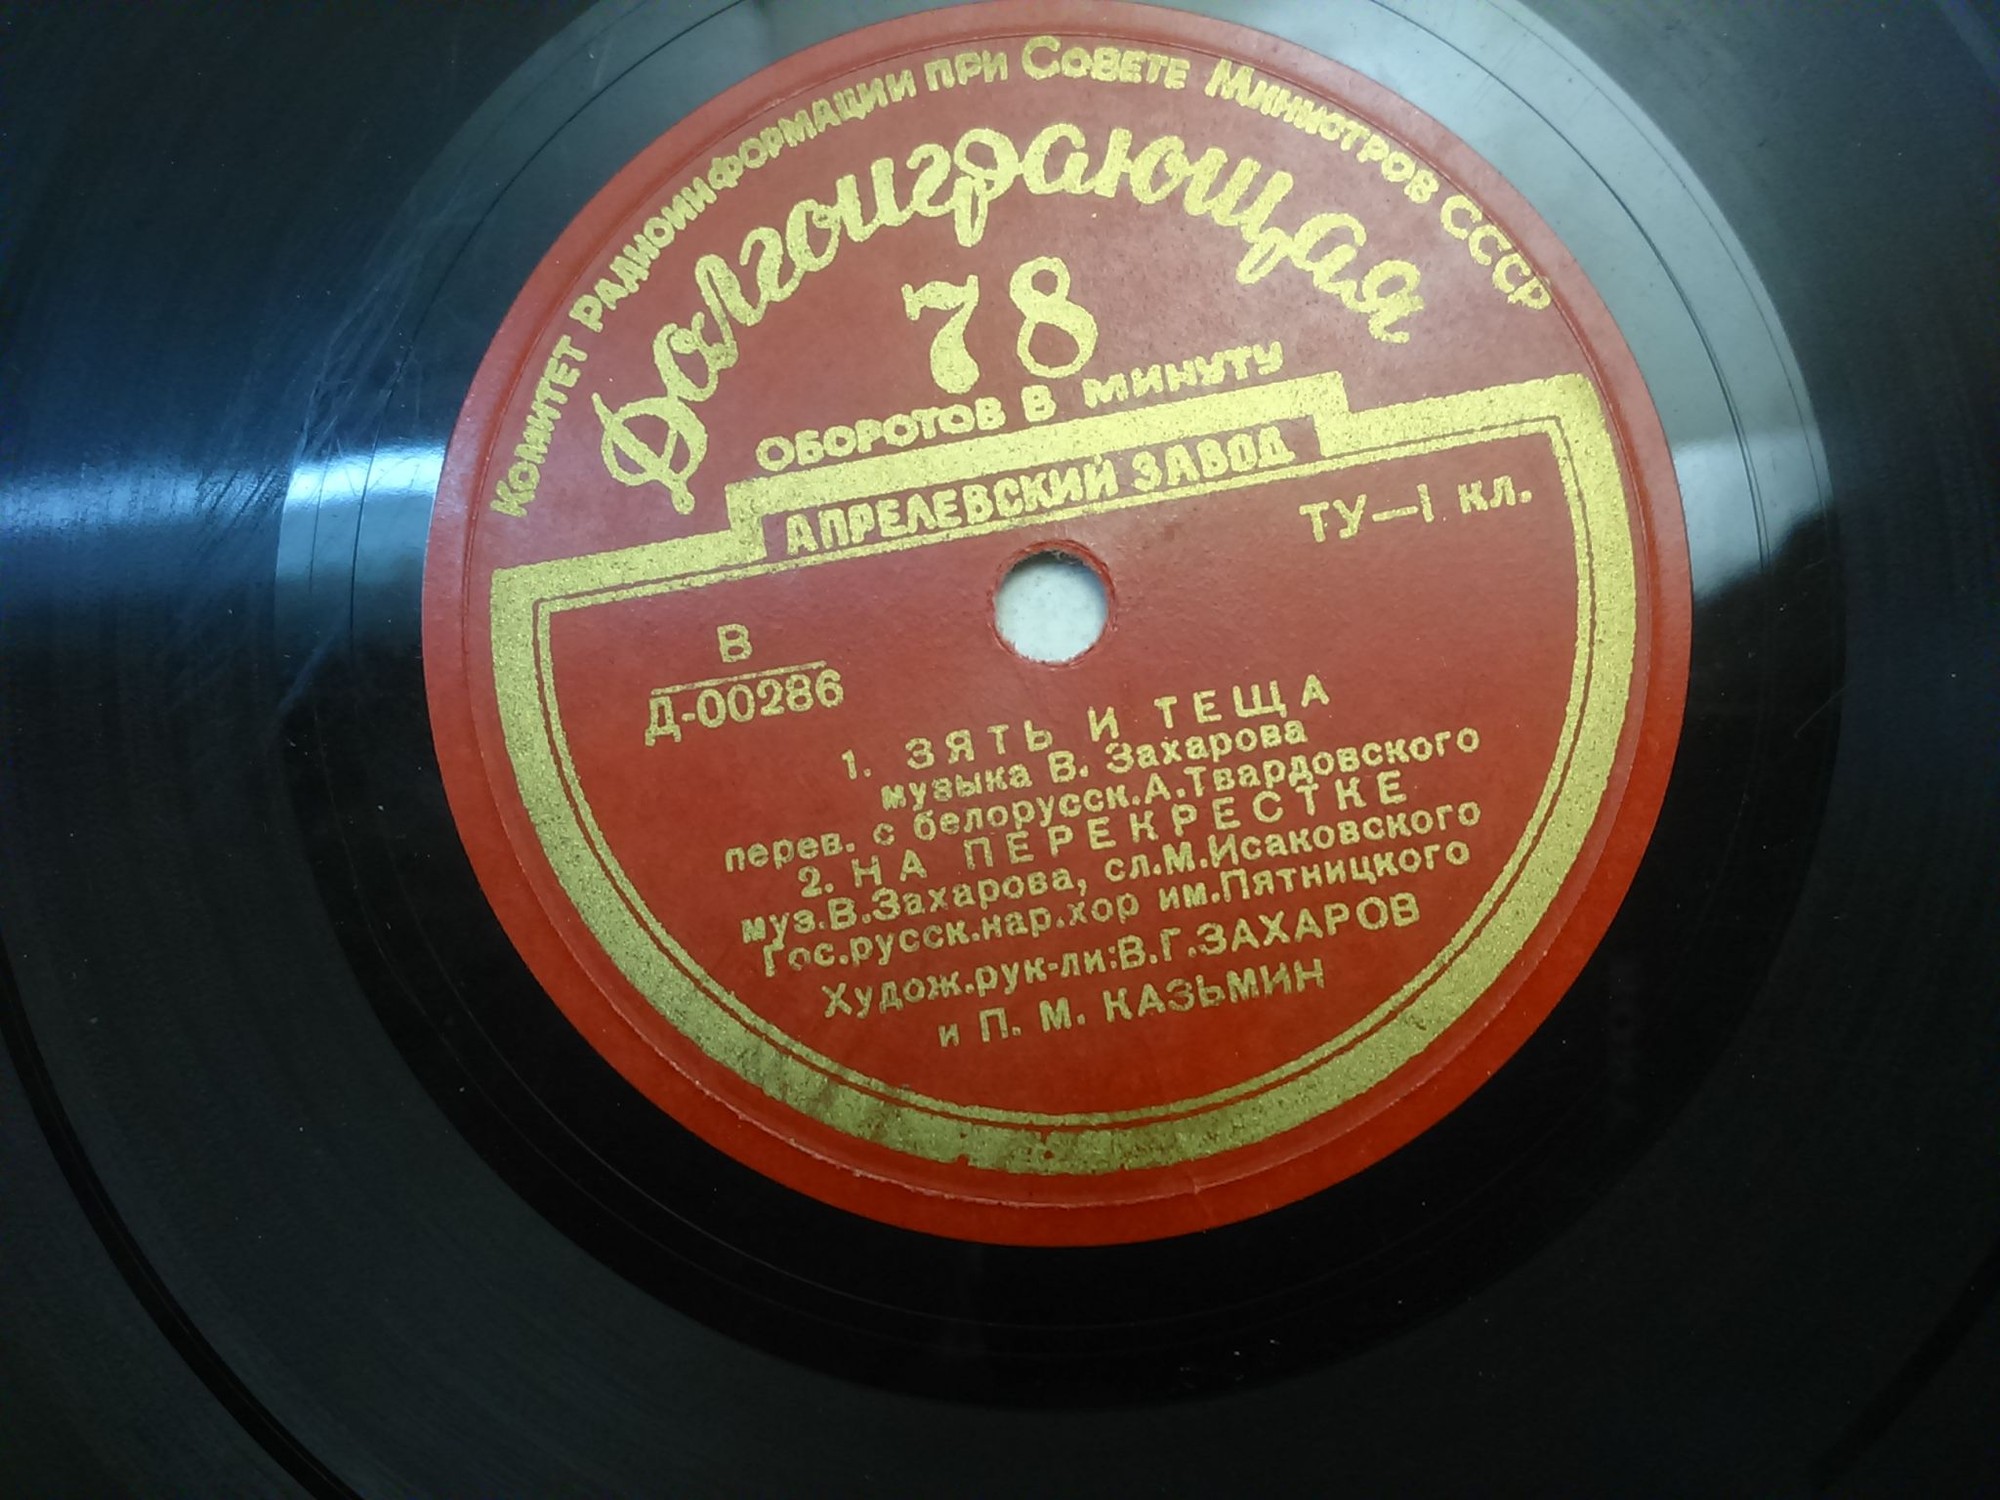 Комитет Радиоинформации при Совете Министров СССР
Долгоиграющая
78
ОБОРОТОВ В МИНУТУ
АПРЕЛЕВСКИЙ ЗАВОД
ТУ—1 кл.
В
Д-00286
1. ЗЯТЬ И ТЕЩА
музыка В. Захарова
перев. с белорусск.А.Твардовского
2. НА ПЕРЕКРЕСТКЕ
муз.В.Захарова, сл.М.Исаковского
Гос.русск.нар.хор им.Пятницкого
Худож.рук-ли:В.Г.ЗАХАРОВ
и П. М. КАЗЬМИН